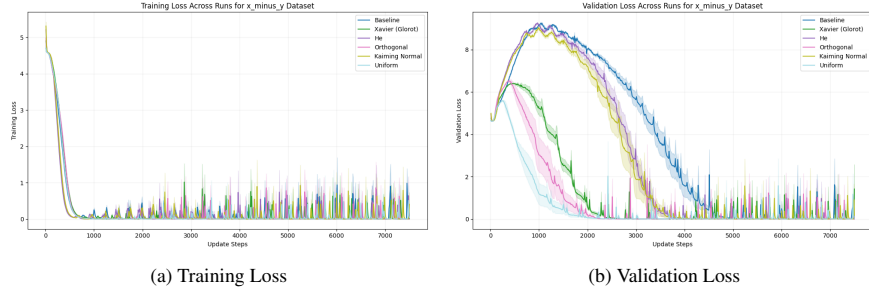 Training Loss Across Runs for x_minus_y Dataset
Training Loss
5
4
3
2
1
0
0 1000 2000 3000 4000 5000 6000 7000
Update Steps
Baseline
Xavier (Glorot)
He
Orthogonal
Kaiming Normal
Uniform
(a) Training Loss
Validation Loss Across Runs for x_minus_y Dataset
Validation Loss
8
6
4
2
0
0 1000 2000 3000 4000 5000 6000 7000
Update Steps
Baseline
Xavier (Glorot)
He
Orthogonal
Kaiming Normal
Uniform
(b) Validation Loss